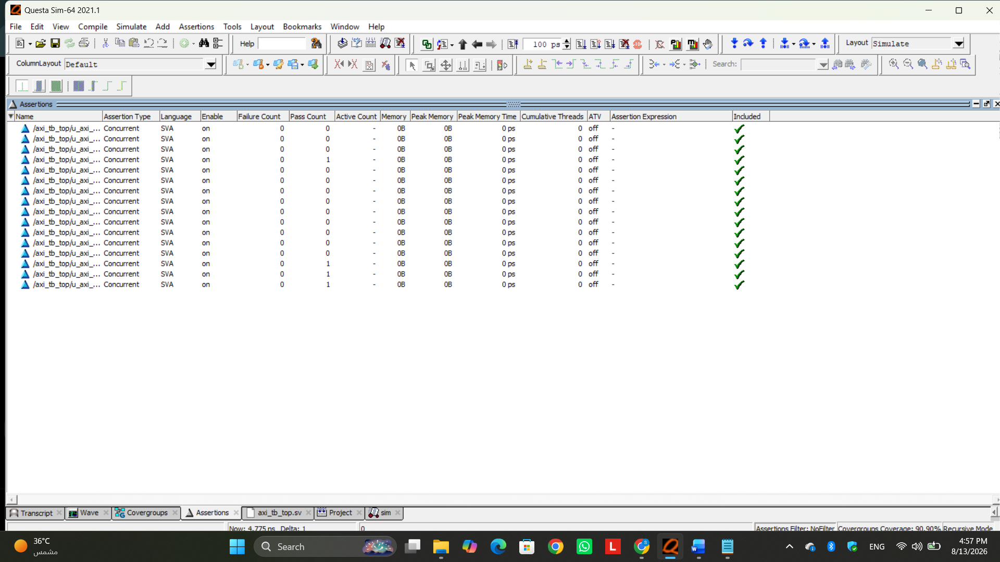 Questa Sim-64 2021.1
File Edit View Compile Simulate Add Assertions Tools Layout Bookmarks Window Help
Help 100 ps Layout Simulate
ColumnLayout Default Search:
Assertions
Name Assertion Type Language Enable Failure Count Pass Count Active Count Memory Peak Memory Peak Memory Time Cumulative Threads ATV Assertion Expression Included
/axi_tb_top/u_axi_... Concurrent SVA on 0 0 - 0B 0B 0 ps 0 off -
/axi_tb_top/u_axi_... Concurrent SVA on 0 0 - 0B 0B 0 ps 0 off -
/axi_tb_top/u_axi_... Concurrent SVA on 0 0 - 0B 0B 0 ps 0 off -
/axi_tb_top/u_axi_... Concurrent SVA on 0 1 - 0B 0B 0 ps 0 off -
/axi_tb_top/u_axi_... Concurrent SVA on 0 0 - 0B 0B 0 ps 0 off -
/axi_tb_top/u_axi_... Concurrent SVA on 0 0 - 0B 0B 0 ps 0 off -
/axi_tb_top/u_axi_... Concurrent SVA on 0 0 - 0B 0B 0 ps 0 off -
/axi_tb_top/u_axi_... Concurrent SVA on 0 0 - 0B 0B 0 ps 0 off -
/axi_tb_top/u_axi_... Concurrent SVA on 0 0 - 0B 0B 0 ps 0 off -
/axi_tb_top/u_axi_... Concurrent SVA on 0 0 - 0B 0B 0 ps 0 off -
/axi_tb_top/u_axi_... Concurrent SVA on 0 0 - 0B 0B 0 ps 0 off -
/axi_tb_top/u_axi_... Concurrent SVA on 0 0 - 0B 0B 0 ps 0 off -
/axi_tb_top/u_axi_... Concurrent SVA on 0 0 - 0B 0B 0 ps 0 off -
/axi_tb_top/u_axi_... Concurrent SVA on 0 1 - 0B 0B 0 ps 0 off -
/axi_tb_top/u_axi_... Concurrent SVA on 0 1 - 0B 0B 0 ps 0 off -
/axi_tb_top/u_axi_... Concurrent SVA on 0 1 - 0B 0B 0 ps 0 off -
Transcript Wave Covergroups Assertions axi_tb_top.sv Project sim
Now: 4.775 ns Delta: 1 0 Assertions Filter: NoFilter Covergroups Coverage: 90.90% Recursive Mode
36°C Search ENG 4:57 PM
مشمس 8/13/2026